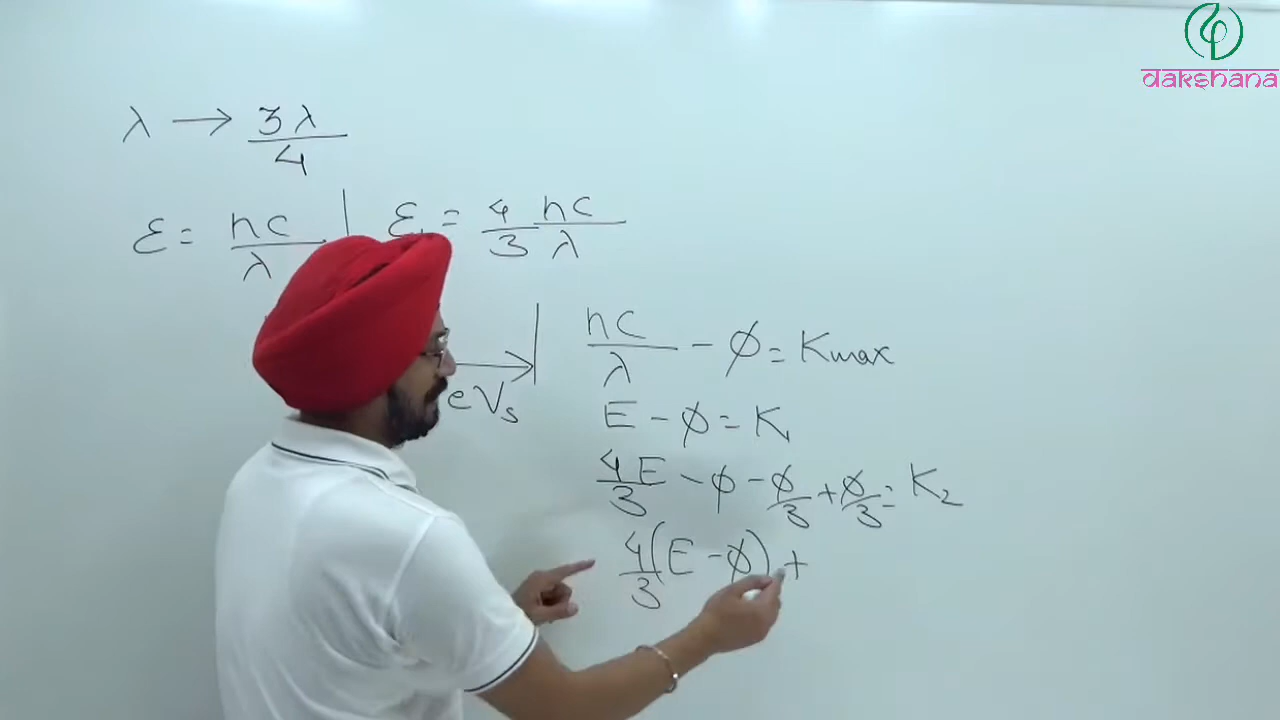 dakshana
λ → 3λ/4
ε = hc/λ | ε₁ = 4/3 hc/λ
hc/λ - φ = Kmax
eVs
E - φ = K₁
4/3 E - φ - φ/3 + φ/3 = K₂
4/3 (E - φ) +